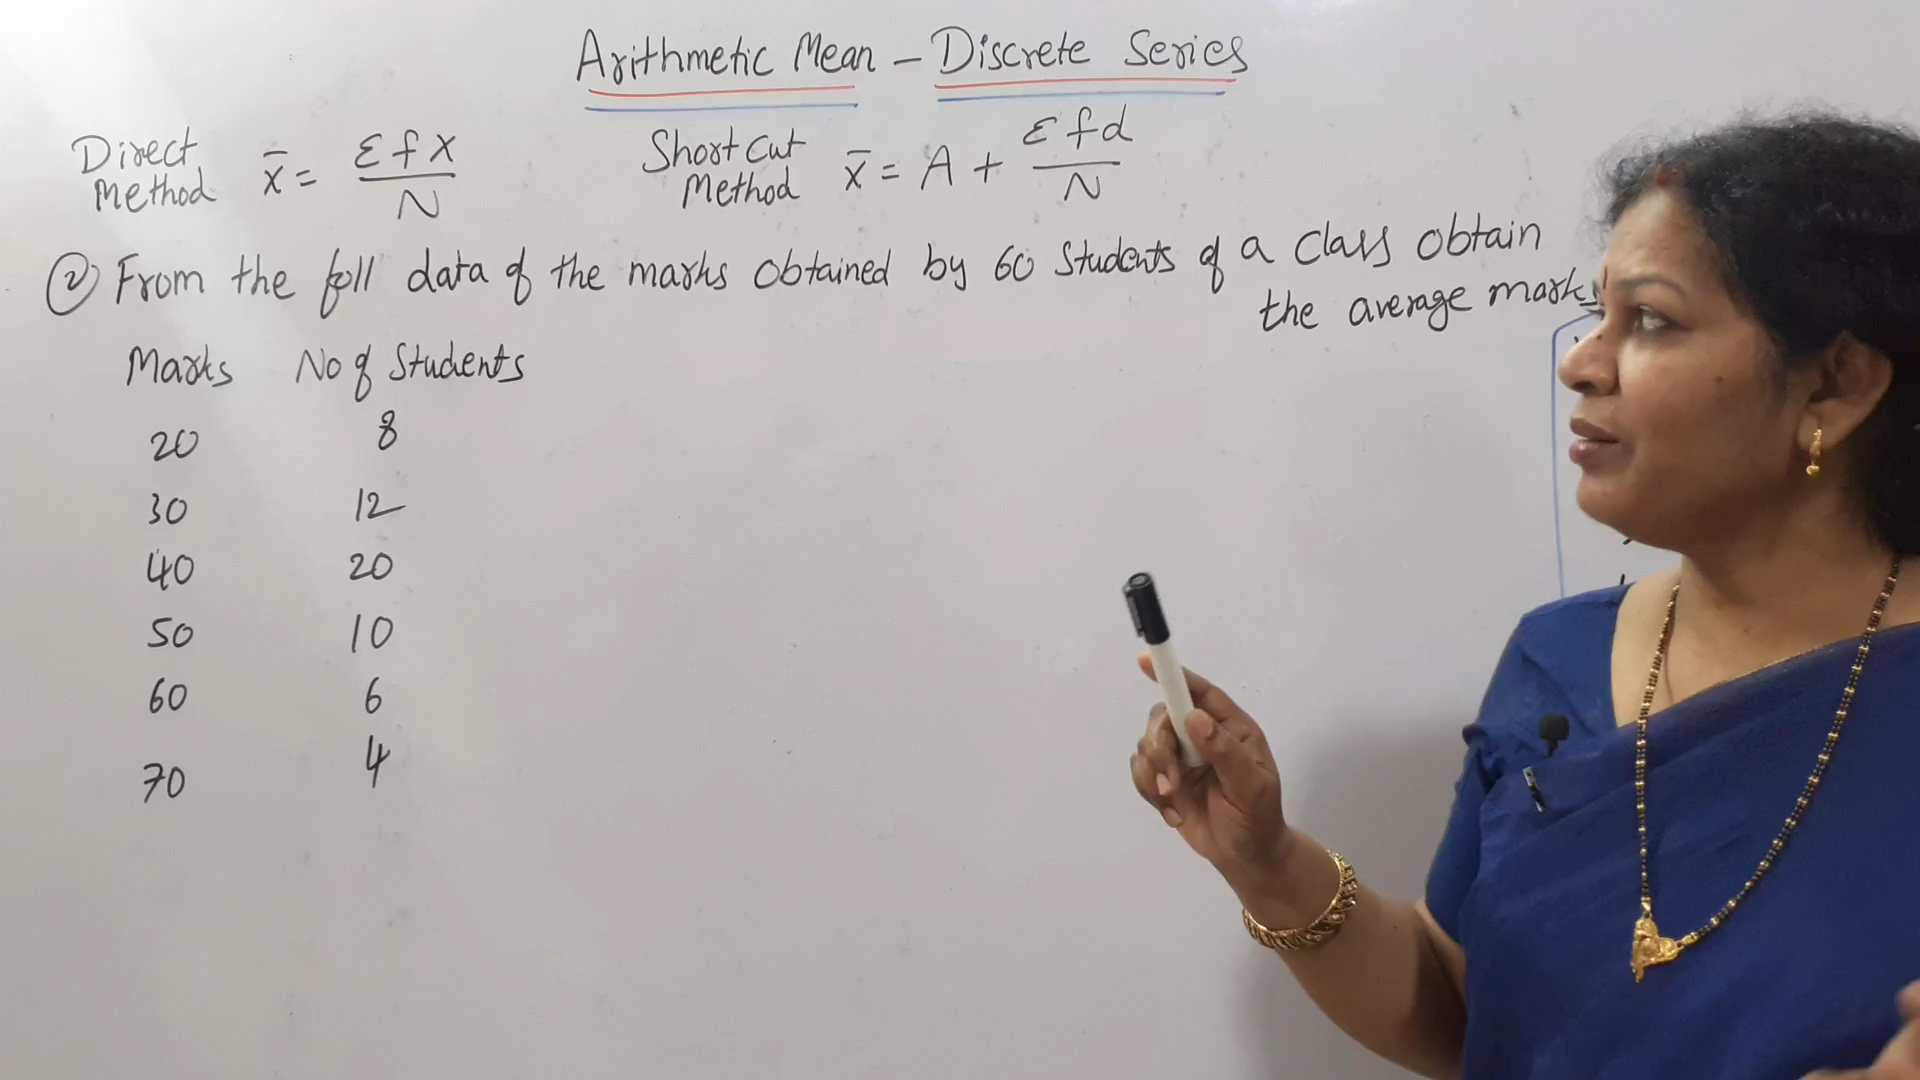 Arithmetic Mean - Discrete Series
Direct Method x̄ = Σfx / N
Short Cut Method x̄ = A + Σfd / N
② From the foll data of the marks obtained by 60 Students of a class obtain
the average marks
Marks No of Students
20 8
30 12
40 20
50 10
60 6
70 4